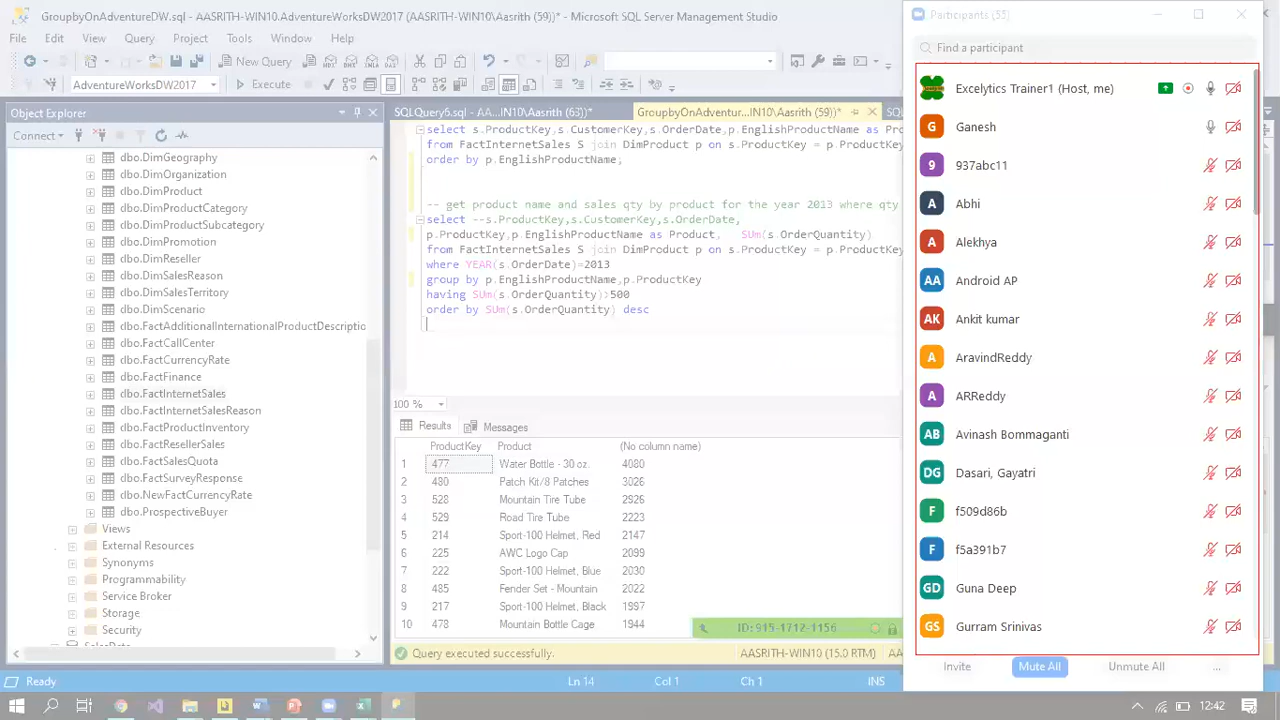 GroupbyOnAdventureDW.sql - AASRITH-WIN10.AdventureWorksDW2017 (AASRITH-WIN10\Aasrith (59))* - Microsoft SQL Server Management Studio
File Edit View Query Project Tools Window Help
New Query
AdventureWorksDW2017
Execute
Object Explorer
Connect
dbo.DimGeography
dbo.DimOrganization
dbo.DimProduct
dbo.DimProductCategory
dbo.DimProductSubcategory
dbo.DimPromotion
dbo.DimReseller
dbo.DimSalesReason
dbo.DimSalesTerritory
dbo.DimScenario
dbo.FactAdditionalInternationalProductDescriptio
dbo.FactCallCenter
dbo.FactCurrencyRate
dbo.FactFinance
dbo.FactInternetSales
dbo.FactInternetSalesReason
dbo.FactProductInventory
dbo.FactResellerSales
dbo.FactSalesQuota
dbo.FactSurveyResponse
dbo.NewFactCurrencyRate
dbo.ProspectiveBuyer
Views
External Resources
Synonyms
Programmability
Service Broker
Storage
Security
SQLQuery6.sql - AASRITH-WIN10\Aasrith (63))*
GroupbyOnAdventur...IN10\Aasrith (59))*
select s.ProductKey,s.CustomerKey,s.OrderDate,p.EnglishProductName as Pro
from FactInternetSales S join DimProduct p on s.ProductKey = p.ProductKey
order by p.EnglishProductName;
-- get product name and sales qty by product for the year 2013 where qty
select --s.ProductKey,s.CustomerKey,s.OrderDate,
p.ProductKey,p.EnglishProductName as Product, SUm(s.OrderQuantity)
from FactInternetSales S join DimProduct p on s.ProductKey = p.ProductKey
where YEAR(s.OrderDate)=2013
group by p.EnglishProductName,p.ProductKey
having SUm(s.OrderQuantity)>500
order by SUm(s.OrderQuantity) desc
100 %
Results Messages
ProductKey Product (No column name)
1 477 Water Bottle - 30 oz. 4080
2 480 Patch Kit/8 Patches 3026
3 528 Mountain Tire Tube 2926
4 529 Road Tire Tube 2223
5 214 Sport-100 Helmet, Red 2147
6 225 AWC Logo Cap 2099
7 222 Sport-100 Helmet, Blue 2030
8 485 Fender Set - Mountain 2022
9 217 Sport-100 Helmet, Black 1997
10 478 Mountain Bottle Cage 1944
ID: 915-1712-1156
Query executed successfully. AASRITH-WIN10 (15.0 RTM) AA
Ready Ln 14 Col 1 Ch 1 INS
Participants (55)
Find a participant
Excelytics Trainer1 (Host, me)
G Ganesh
9 937abc11
A Abhi
A Alekhya
AA Android AP
AK Ankit kumar
A AravindReddy
A ARReddy
AB Avinash Bommaganti
DG Dasari, Gayatri
F f509d86b
F f5a391b7
GD Guna Deep
GS Gurram Srinivas
Invite Mute All Unmute All ...
12:42